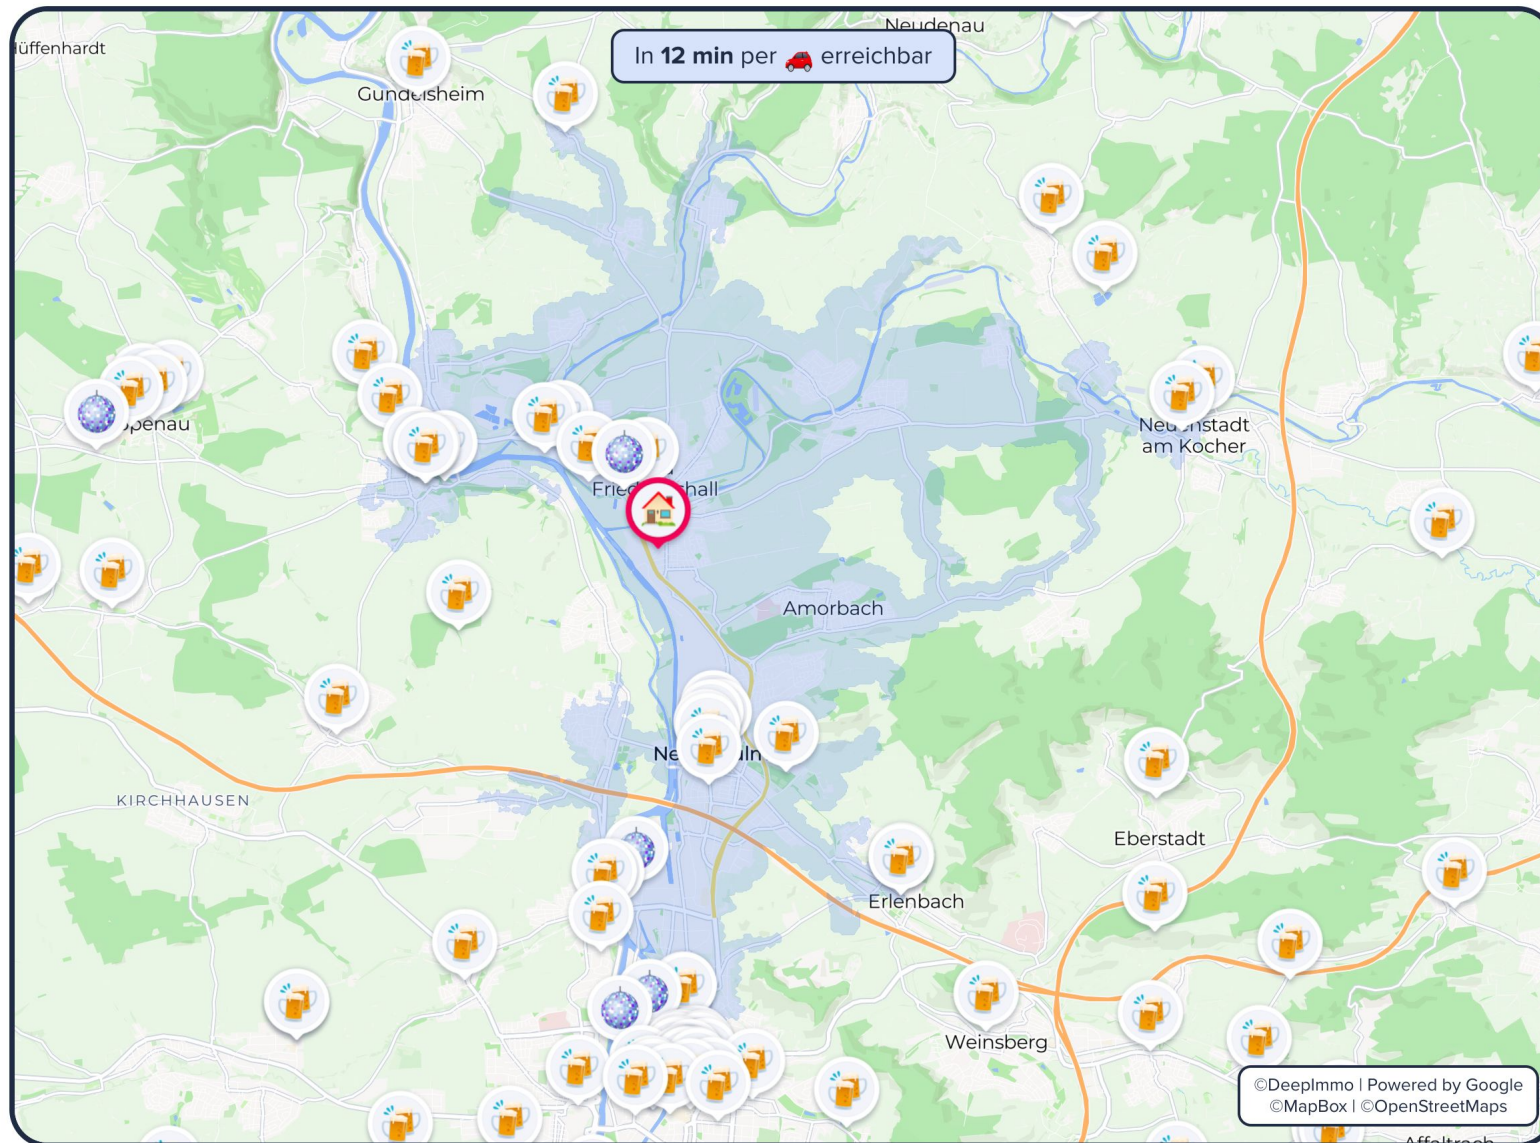 Neudenau
In 12 min per erreichbar
Gundelsheim
Neuenstadt
am Kocher
Amorbach
KIRCHHAUSEN
Eberstadt
Erlenbach
Weinsberg
©DeepImmo | Powered by Google
©MapBox | ©OpenStreetMaps